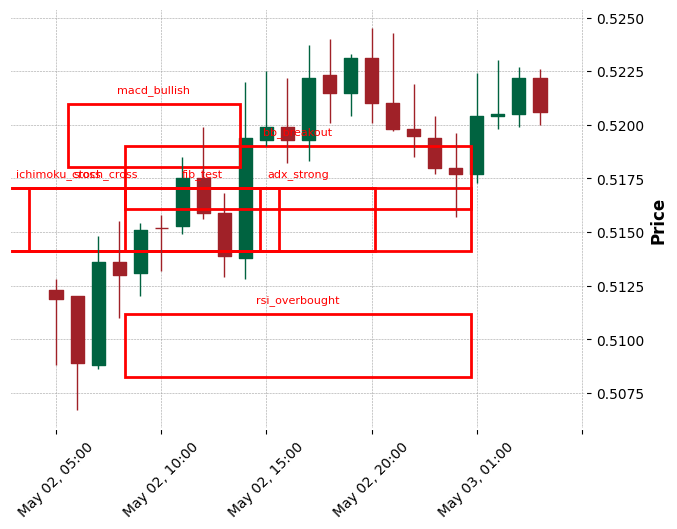 macd_bullish
ichimoku_cross
stoch_cross
fib_test
adx_strong
rsi_overbought
0.5250
0.5225
0.5200
0.5175
0.5150
0.5125
0.5100
0.5075
Price
May 02, 05:00
May 02, 10:00
May 02, 15:00
May 02, 20:00
May 03, 01:00